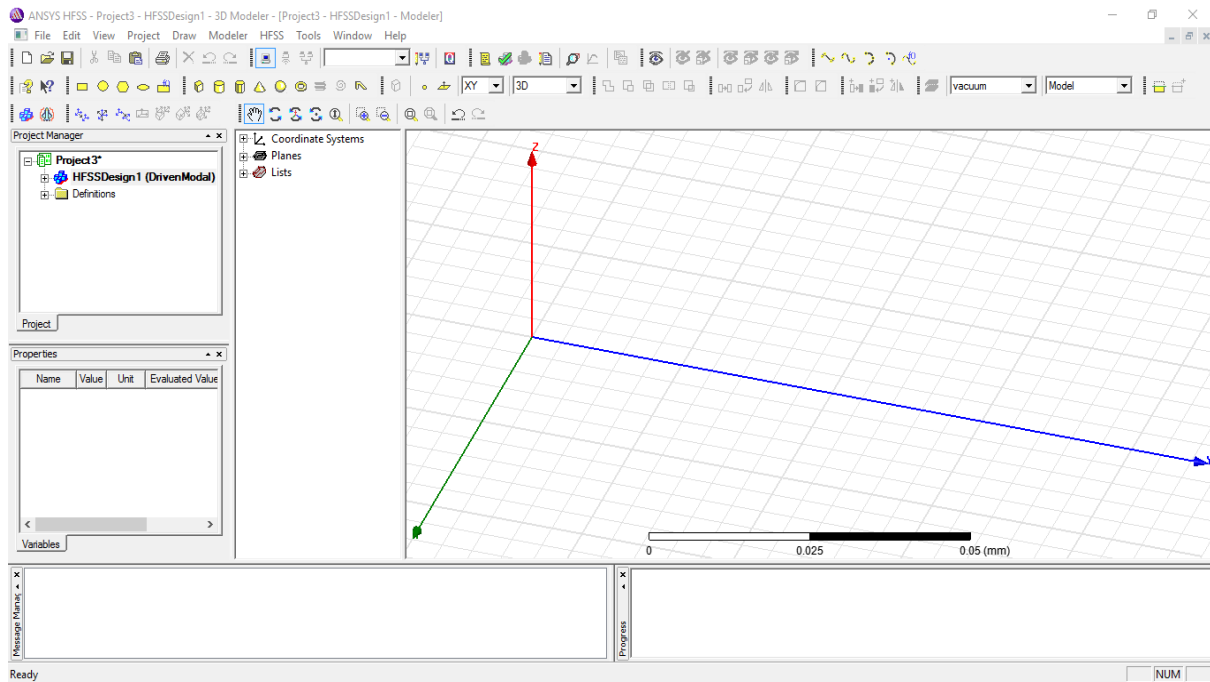 ANSYS HFSS - Project3 - HFSSDesign1 - 3D Modeler - [Project3 - HFSSDesign1 - Modeler]
File Edit View Project Draw Modeler HFSS Tools Window Help
XY 3D vacuum Model
Project Manager
Project3*
HFSSDesign1 (DrivenModal)
Definitions
Project
Properties
Name Value Unit Evaluated Value
Variables
Coordinate Systems
Planes
Lists
Z
0 0.025 0.05 (mm)
Message Manag
Progress
Ready
NUM